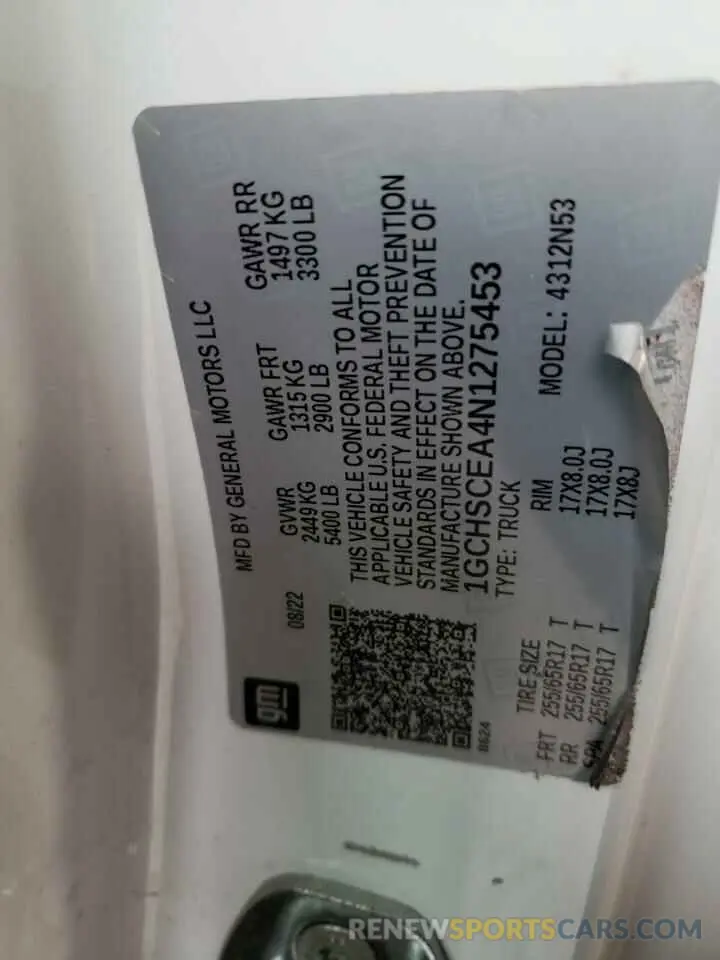 MFD BY GENERAL MOTORS LLC
gm
08/22
GVWR
2449 KG
5400 LB
GAWR FRT
1315 KG
2900 LB
GAWR RR
1497 KG
3300 LB
THIS VEHICLE CONFORMS TO ALL
APPLICABLE U.S. FEDERAL MOTOR
VEHICLE SAFETY AND THEFT PREVENTION
STANDARDS IN EFFECT ON THE DATE OF
MANUFACTURE SHOWN ABOVE.
1GCHSCEA4N1275453
TYPE: TRUCK
MODEL: 4312N53
8624
TIRE SIZE RIM
FRT 255/65R17 T 17X8.0J
RR 255/65R17 T 17X8.0J
SPA 255/65R17 T 17X8J
RENEWSPORTSCARS.COM